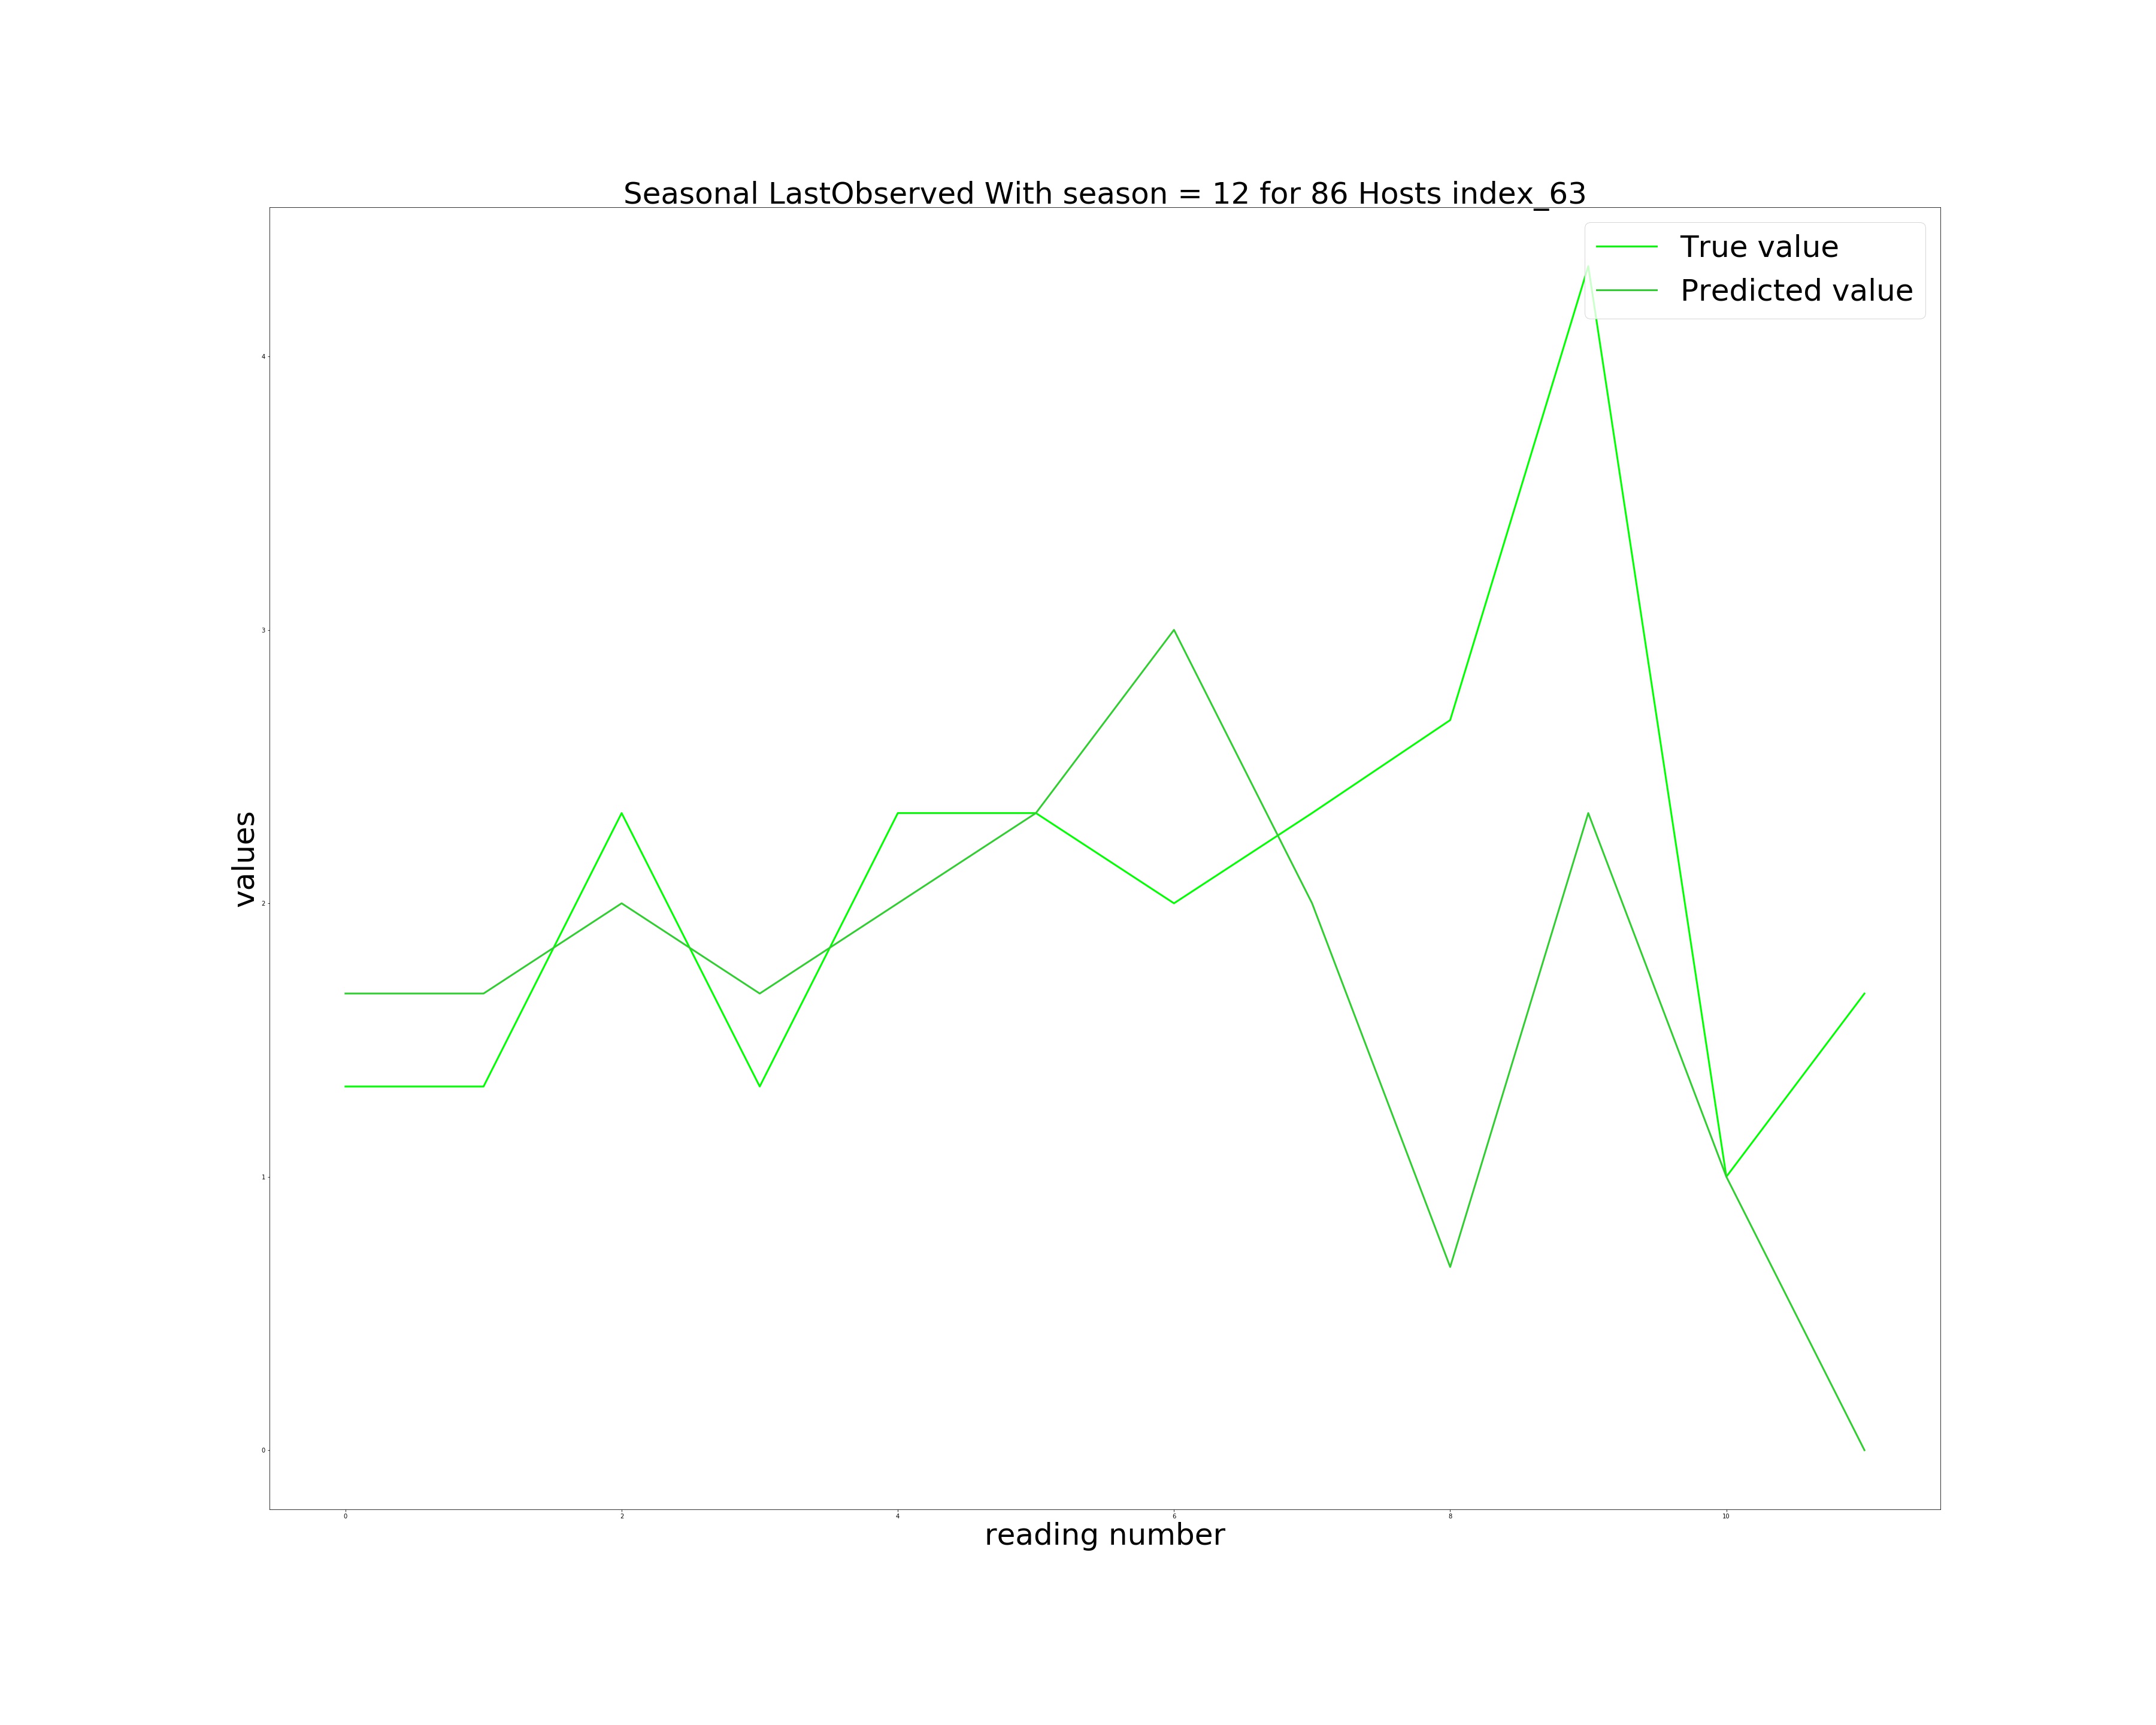 Seasonal LastObserved With season = 12 for 86 Hosts index_63
True value
Predicted value
4
3
2
1
0
values
0 2 4 6 8 10
reading number